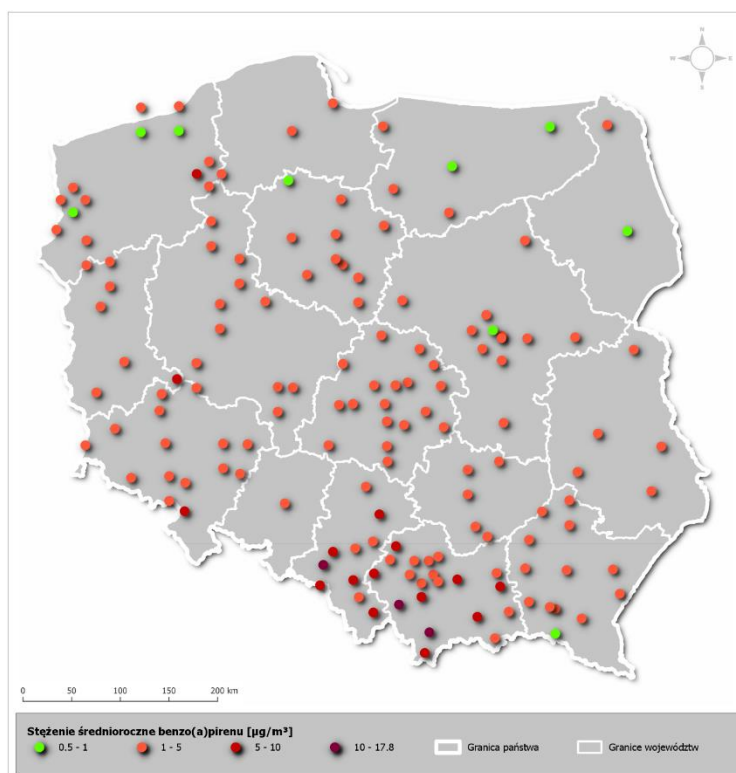 N
W E
S
0 50 100 200 km
Stężenie średnioroczne benzo(a)pirenu [µg/m³]
0.5 - 1 1 - 5 5 - 10 10 - 17.8 Granica państwa Granice województw